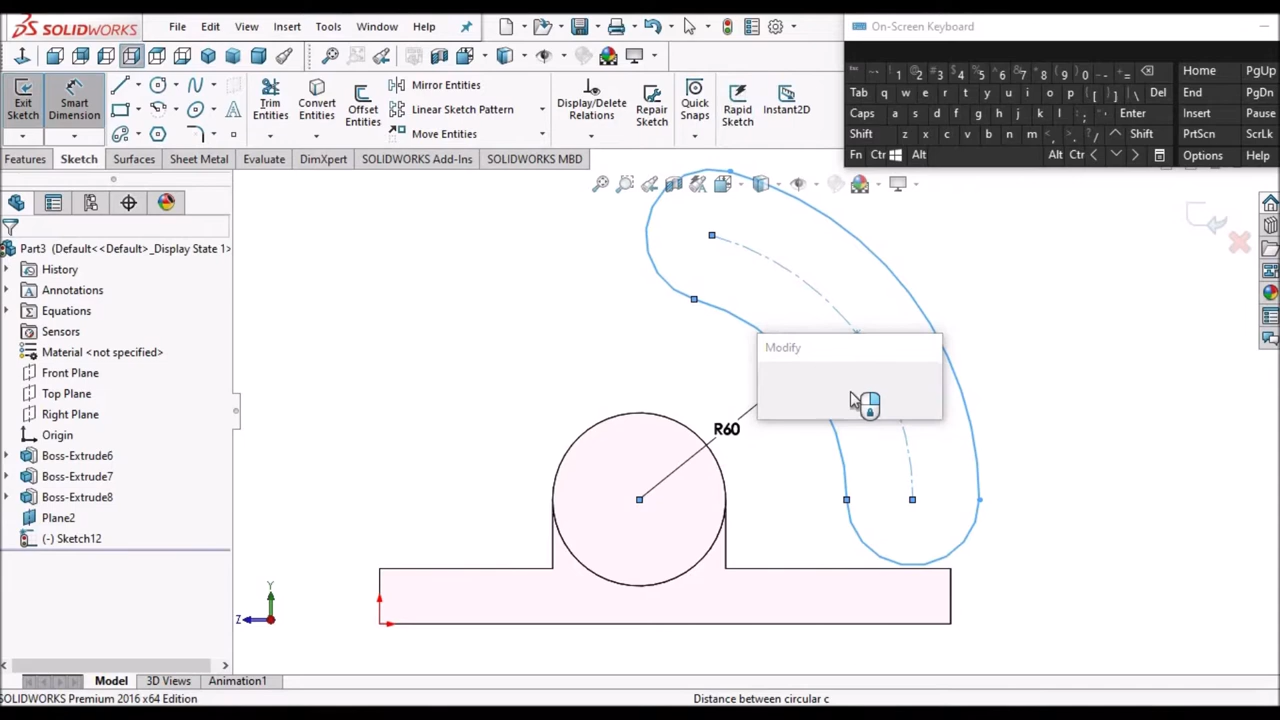 SOLIDWORKS
File Edit View Insert Tools Window Help
On-Screen Keyboard
Home PgUp
Tab q w e r t y u i o p [ ] \ Del End PgDn
Caps a s d f g h j k l ; ' Enter Insert Pause
Shift z x c v b n m , . / Shift PrtScn ScrLk
Fn Ctr Alt Alt Ctr Options Help
Exit Sketch
Smart Dimension
Trim Entities
Convert Entities
Offset Entities
Mirror Entities
Linear Sketch Pattern
Move Entities
Display/Delete Relations
Repair Sketch
Quick Snaps
Rapid Sketch
Instant2D
Features Sketch Surfaces Sheet Metal Evaluate DimXpert SOLIDWORKS Add-Ins SOLIDWORKS MBD
Part3 (Default<<Default>_Display State 1>
History
Annotations
Equations
Sensors
Material <not specified>
Front Plane
Top Plane
Right Plane
Origin
Boss-Extrude6
Boss-Extrude7
Boss-Extrude8
Plane2
(-) Sketch12
Modify
R60
Y
Z
Model 3D Views Animation1
SOLIDWORKS Premium 2016 x64 Edition
Distance between circular c